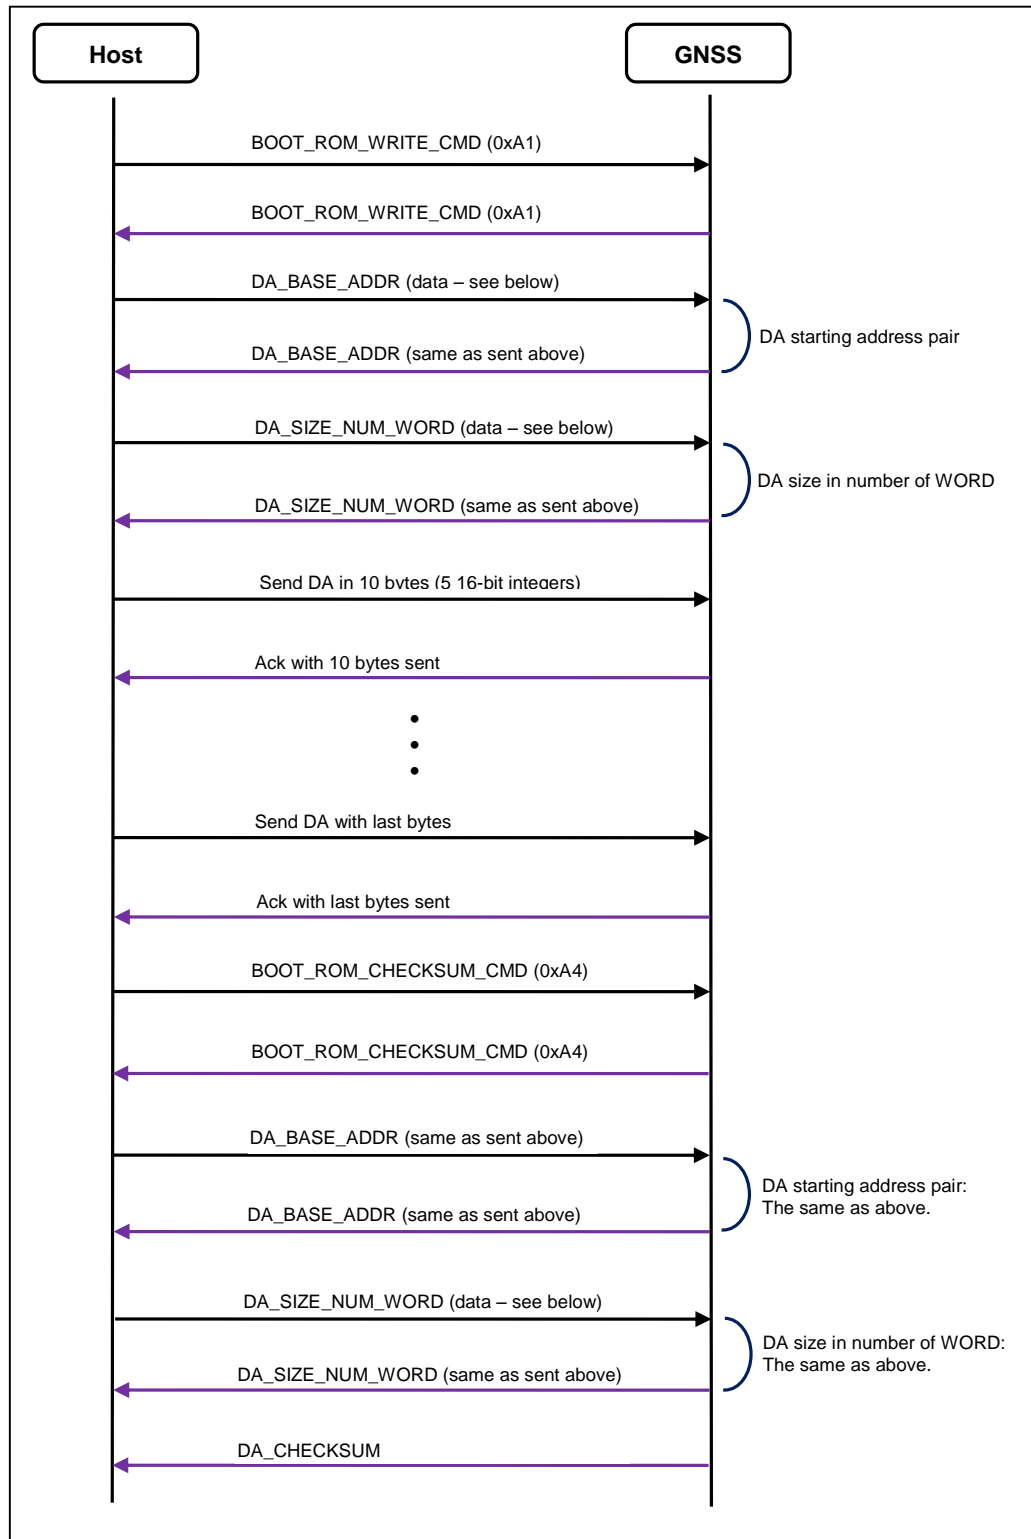 Host
GNSS
BOOT_ROM_WRITE_CMD (0xA1)
BOOT_ROM_WRITE_CMD (0xA1)
DA_BASE_ADDR (data – see below)
DA starting address pair
DA_BASE_ADDR (same as sent above)
DA_SIZE_NUM_WORD (data – see below)
DA size in number of WORD
DA_SIZE_NUM_WORD (same as sent above)
Send DA in 10 bytes (5 16-bit integers)
Ack with 10 bytes sent
Send DA with last bytes
Ack with last bytes sent
BOOT_ROM_CHECKSUM_CMD (0xA4)
BOOT_ROM_CHECKSUM_CMD (0xA4)
DA_BASE_ADDR (same as sent above)
DA starting address pair:
The same as above.
DA_BASE_ADDR (same as sent above)
DA_SIZE_NUM_WORD (data – see below)
DA size in number of WORD:
The same as above.
DA_SIZE_NUM_WORD (same as sent above)
DA_CHECKSUM